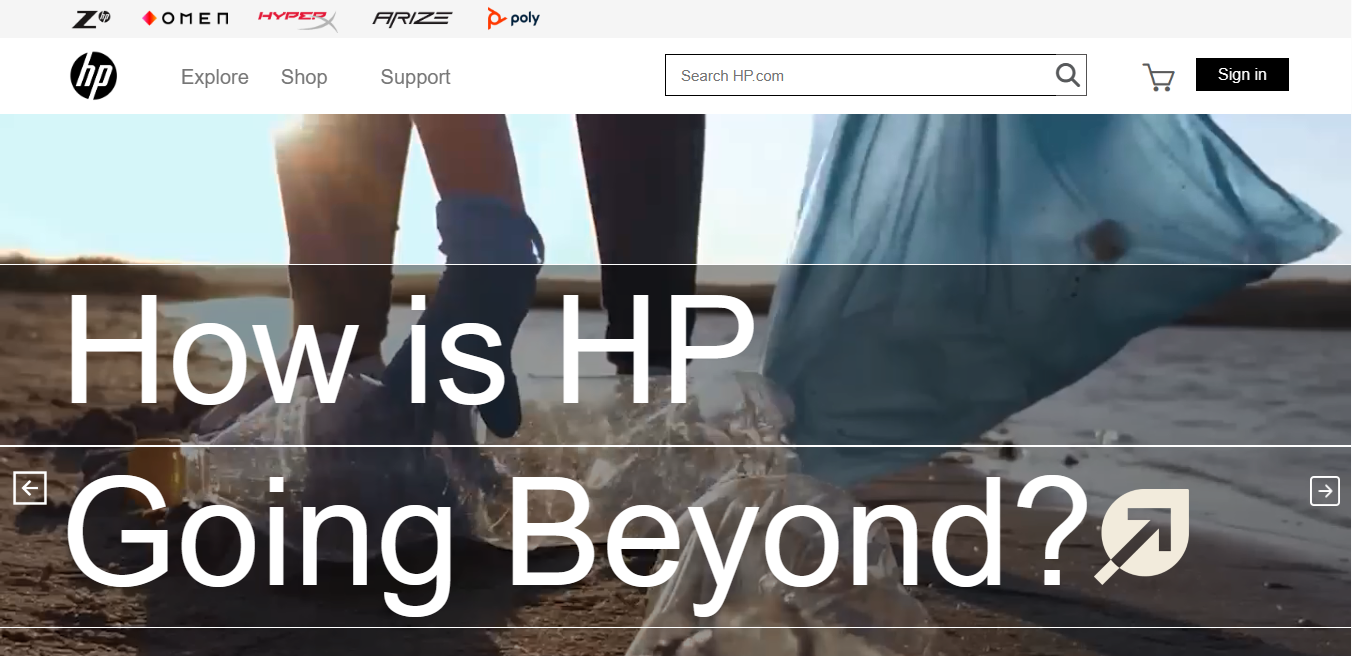 Z hp OMEN HYPERX ARIZE poly
hp Explore Shop Support Search HP.com Sign in
How is HP
Going Beyond?